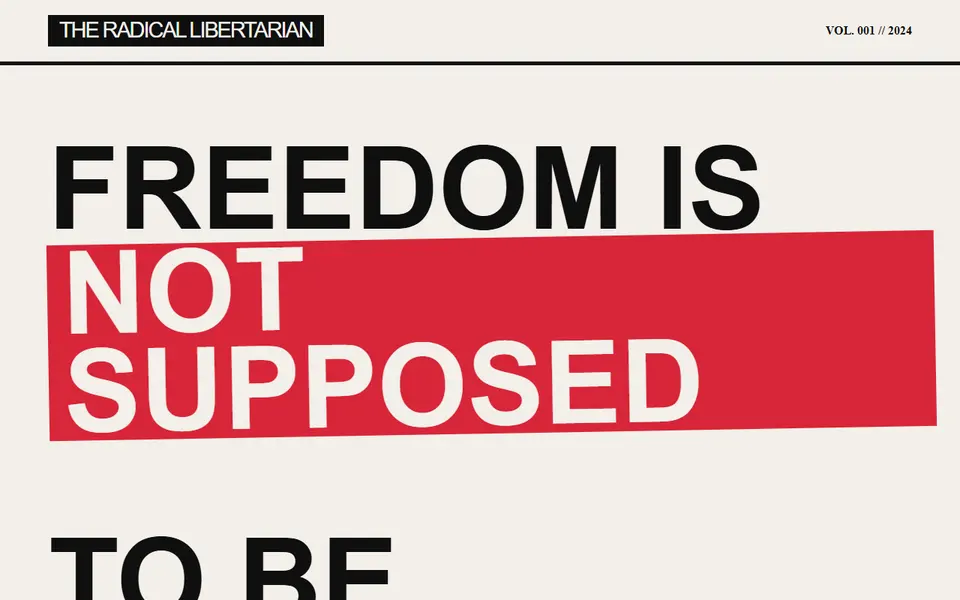 THE RADICAL LIBERTARIAN
VOL. 001 // 2024
FREEDOM IS
NOT
SUPPOSED
TO BE